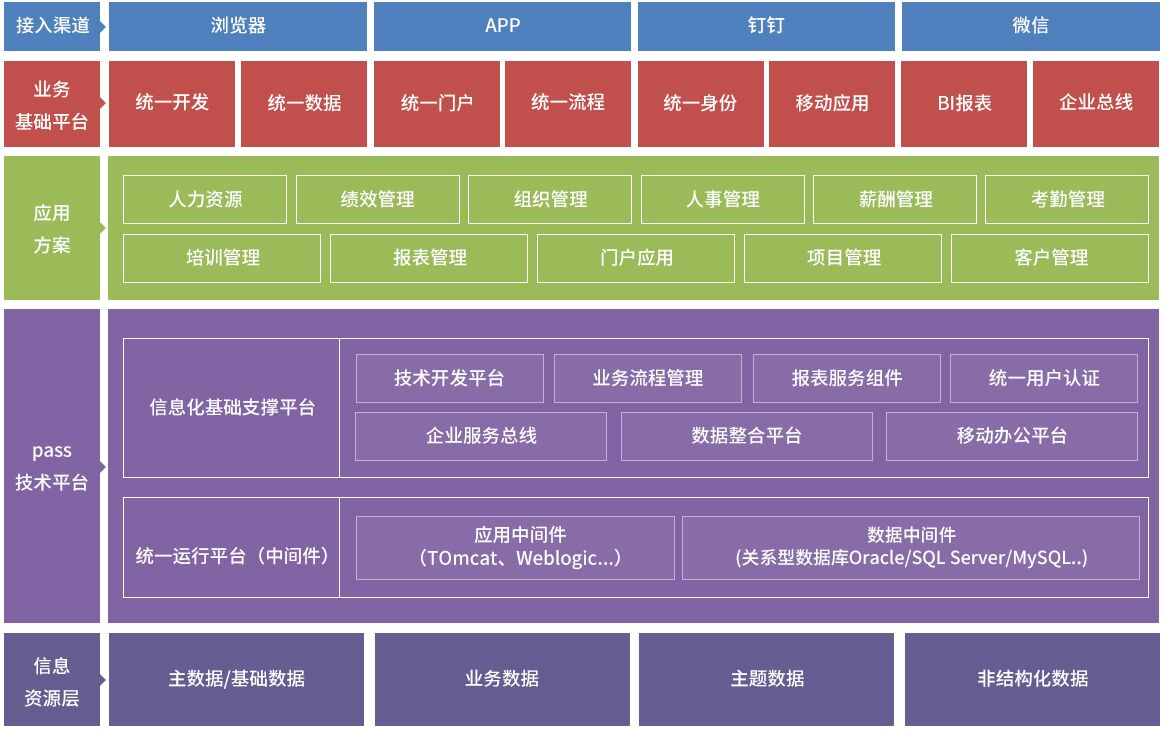 接入渠道
浏览器
APP
钉钉
微信
业务
基础平台
统一开发
统一数据
统一门户
统一流程
统一身份
移动应用
BI报表
企业总线
应用
方案
人力资源
绩效管理
组织管理
人事管理
薪酬管理
考勤管理
培训管理
报表管理
门户应用
项目管理
客户管理
pass
技术平台
信息化基础支撑平台
技术开发平台
业务流程管理
报表服务组件
统一用户认证
企业服务总线
数据整合平台
移动办公平台
统一运行平台（中间件）
应用中间件
（TOmcat、Weblogic...）
数据中间件
(关系型数据库Oracle/SQL Server/MySQL..)
信息
资源层
主数据/基础数据
业务数据
主题数据
非结构化数据